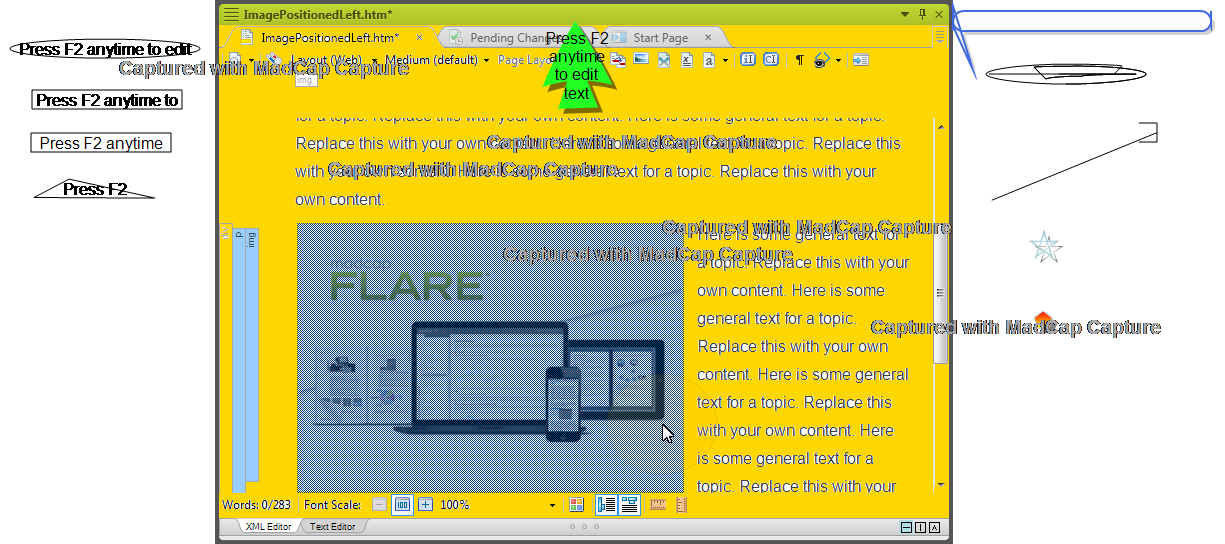 ImagePositionedLeft.htm*
ImagePositionedLeft.htm* × Pending Chang Start Page ×
Press F2
anytime
to edit
text
Layout (Web) Medium (default) Page Layo
img
Press F2 anytime to edit
Captured with MadCap Capture
Press F2 anytime to
Press F2 anytime
Press F2
for a topic. Replace this with your own content. Here is some general text for a topic.
Replace this with your own content. Here is some general text for a topic. Replace this
Captured with MadCap Capture
with your own content. Here is some general text for a topic. Replace this with your
Captured with MadCap Capture
own content.
P
img
Captured with MadCap Capture
Captured with MadCap Capture
FLARE
Here is some general text for
a topic. Replace this with your
own content. Here is some
general text for a topic.
Replace this with your own
content. Here is some general
text for a topic. Replace this
with your own content. Here
is some general text for a
topic. Replace this with your
Captured with MadCap Capture
Words: 0/283 Font Scale: 100 100%
XML Editor Text Editor